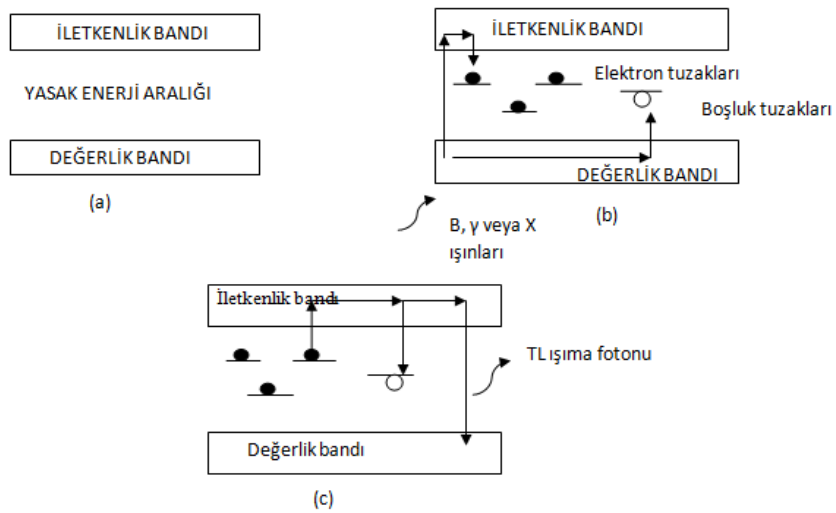 İLETKENLİK BANDI
YASAK ENERJİ ARALIĞI
DEĞERLİK BANDI
(a)
İLETKENLİK BANDI
Elektron tuzakları
Boşluk tuzakları
DEĞERLİK BANDI
(b)
B, γ veya X
ışınları
İletkenlik bandı
TL ışıma fotonu
Değerlik bandı
(c)